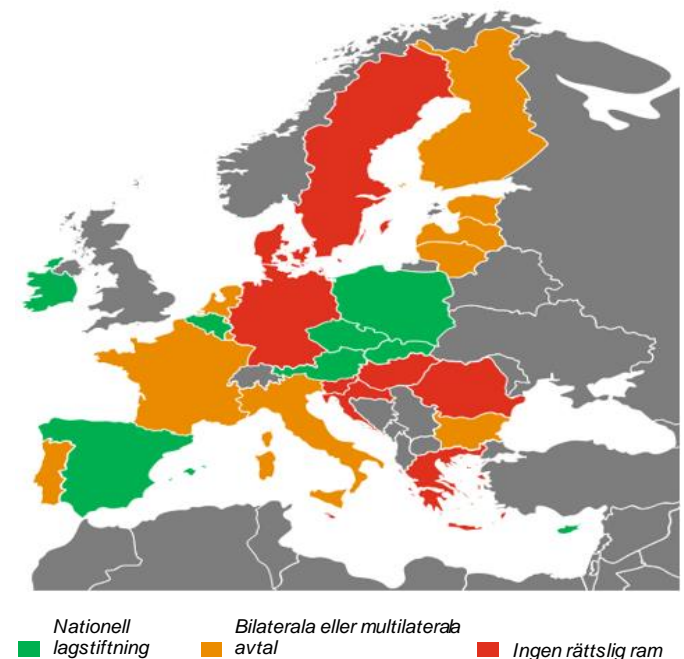 Nationell
lagstiftning
Bilaterala eller multilaterala
avtal
Ingen rättslig ram